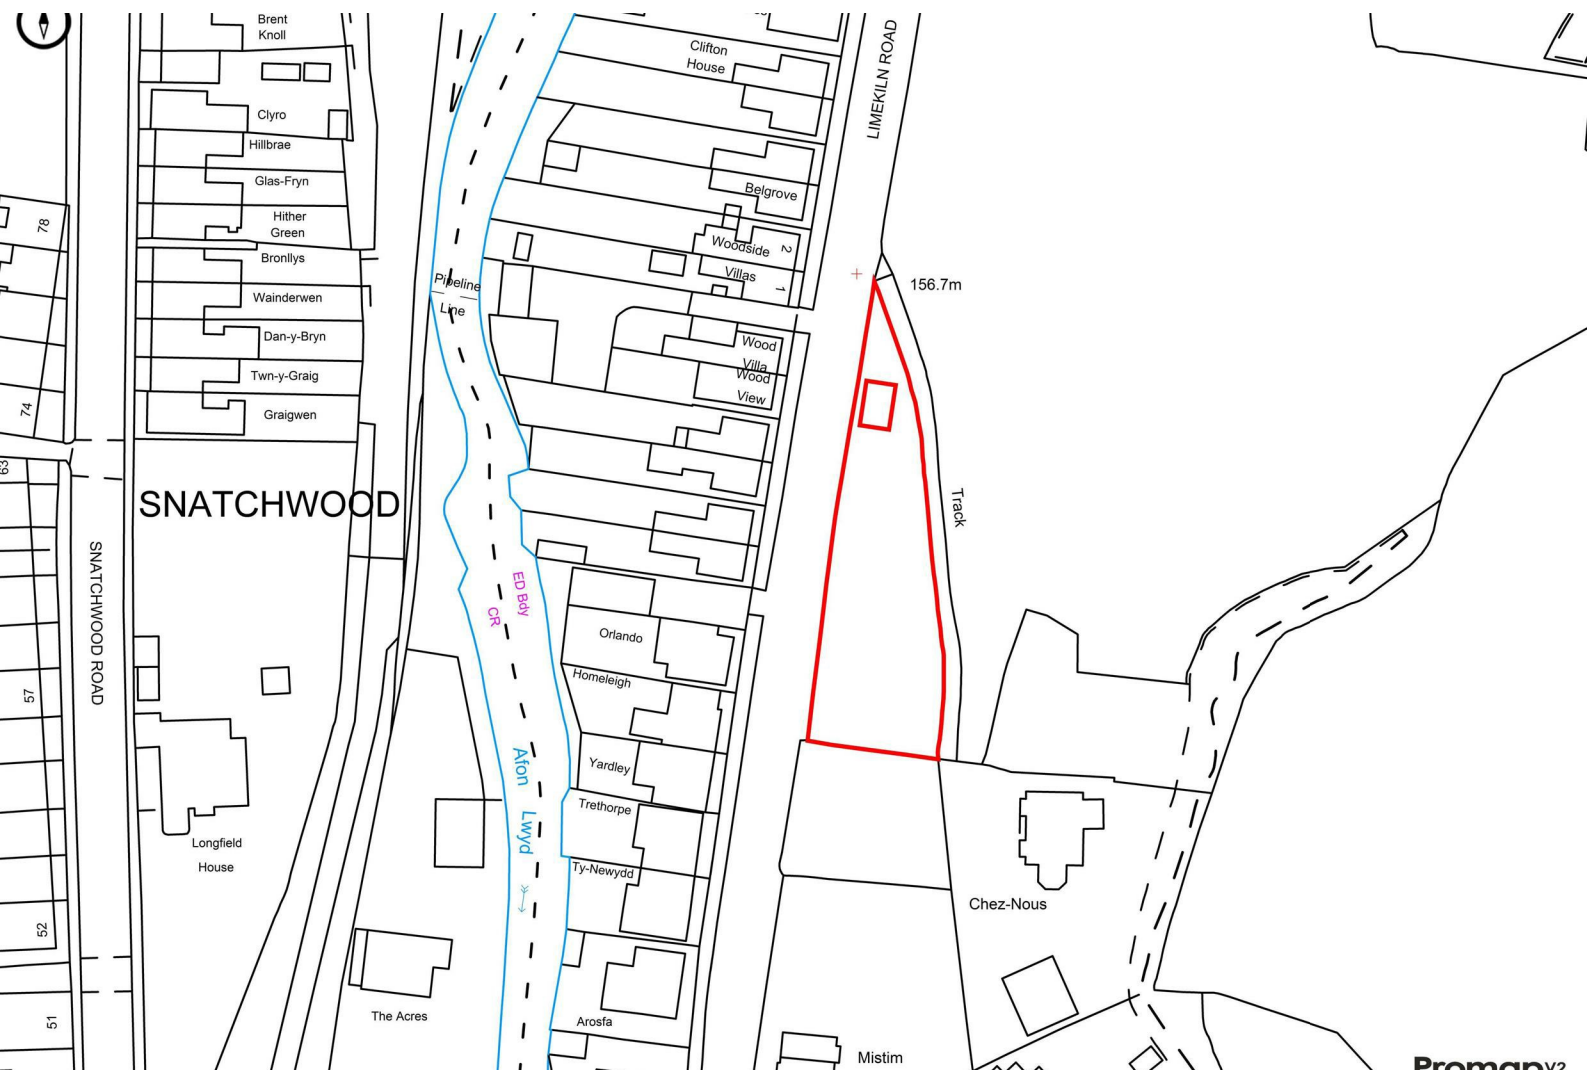 Brent
Knoll
Clyro
Hillbrae
Glas-Fryn
Hither
Green
Bronllys
Wainderwen
Dan-y-Bryn
Twn-y-Graig
Graigwen
78
74
63
SNATCHWOOD
SNATCHWOOD ROAD
57
52
51
Longfield
House
The Acres
Pipeline
Line
ED Bdy
CR
Afon Lwyd
Clifton
House
LIMEKILN ROAD
Belgrove
Woodside
Villas
2
1
Wood
Villa
Wood
View
156.7m
Track
Orlando
Homeleigh
Yardley
Trethorpe
Ty-Newydd
Arosfa
Chez-Nous
Mistim
Promap V2